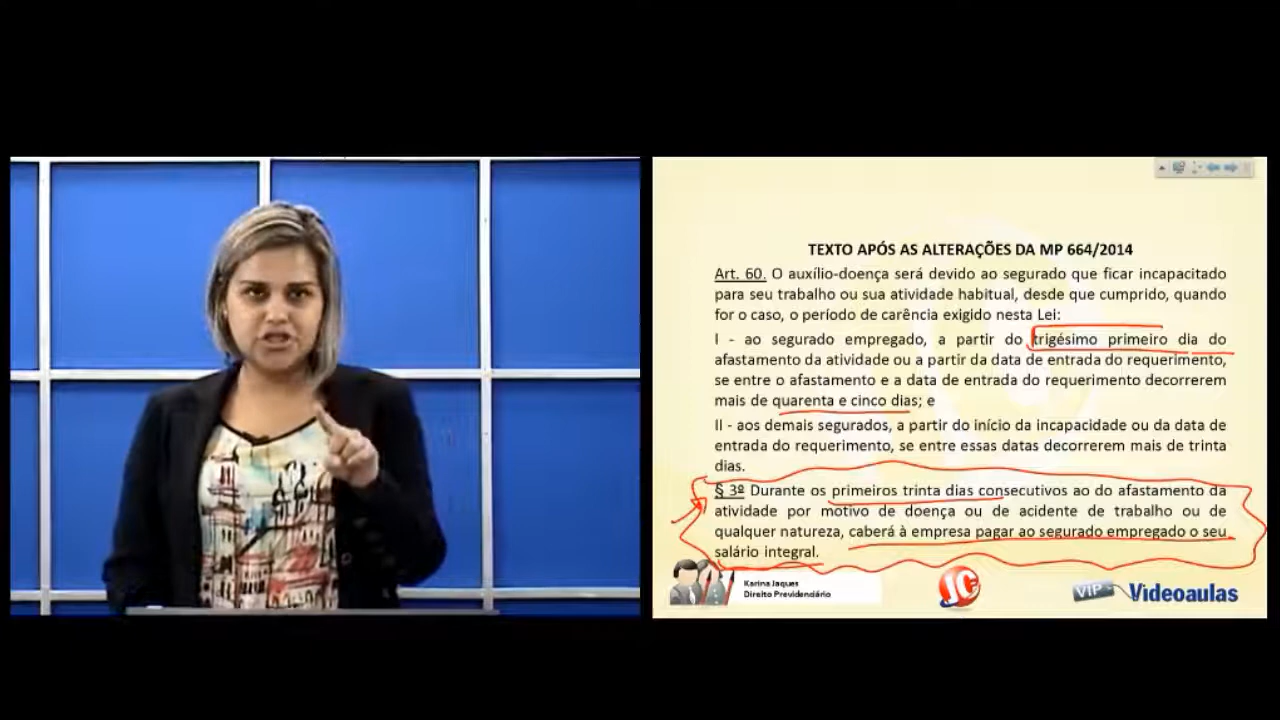 TEXTO APÓS AS ALTERAÇÕES DA MP 664/2014
Art. 60. O auxílio-doença será devido ao segurado que ficar incapacitado
para seu trabalho ou sua atividade habitual, desde que cumprido, quando
for o caso, o período de carência exigido nesta Lei:
I - ao segurado empregado, a partir do trigésimo primeiro dia do
afastamento da atividade ou a partir da data de entrada do requerimento,
se entre o afastamento e a data de entrada do requerimento decorrerem
mais de quarenta e cinco dias; e
II - aos demais segurados, a partir do início da incapacidade ou da data de
entrada do requerimento, se entre essas datas decorrerem mais de trinta
dias.
§ 3º Durante os primeiros trinta dias consecutivos ao do afastamento da
atividade por motivo de doença ou de acidente de trabalho ou de
qualquer natureza, caberá à empresa pagar ao segurado empregado o seu
salário integral.
Karina Jaques
Direito Previdenciário
JC
VIP Videoaulas